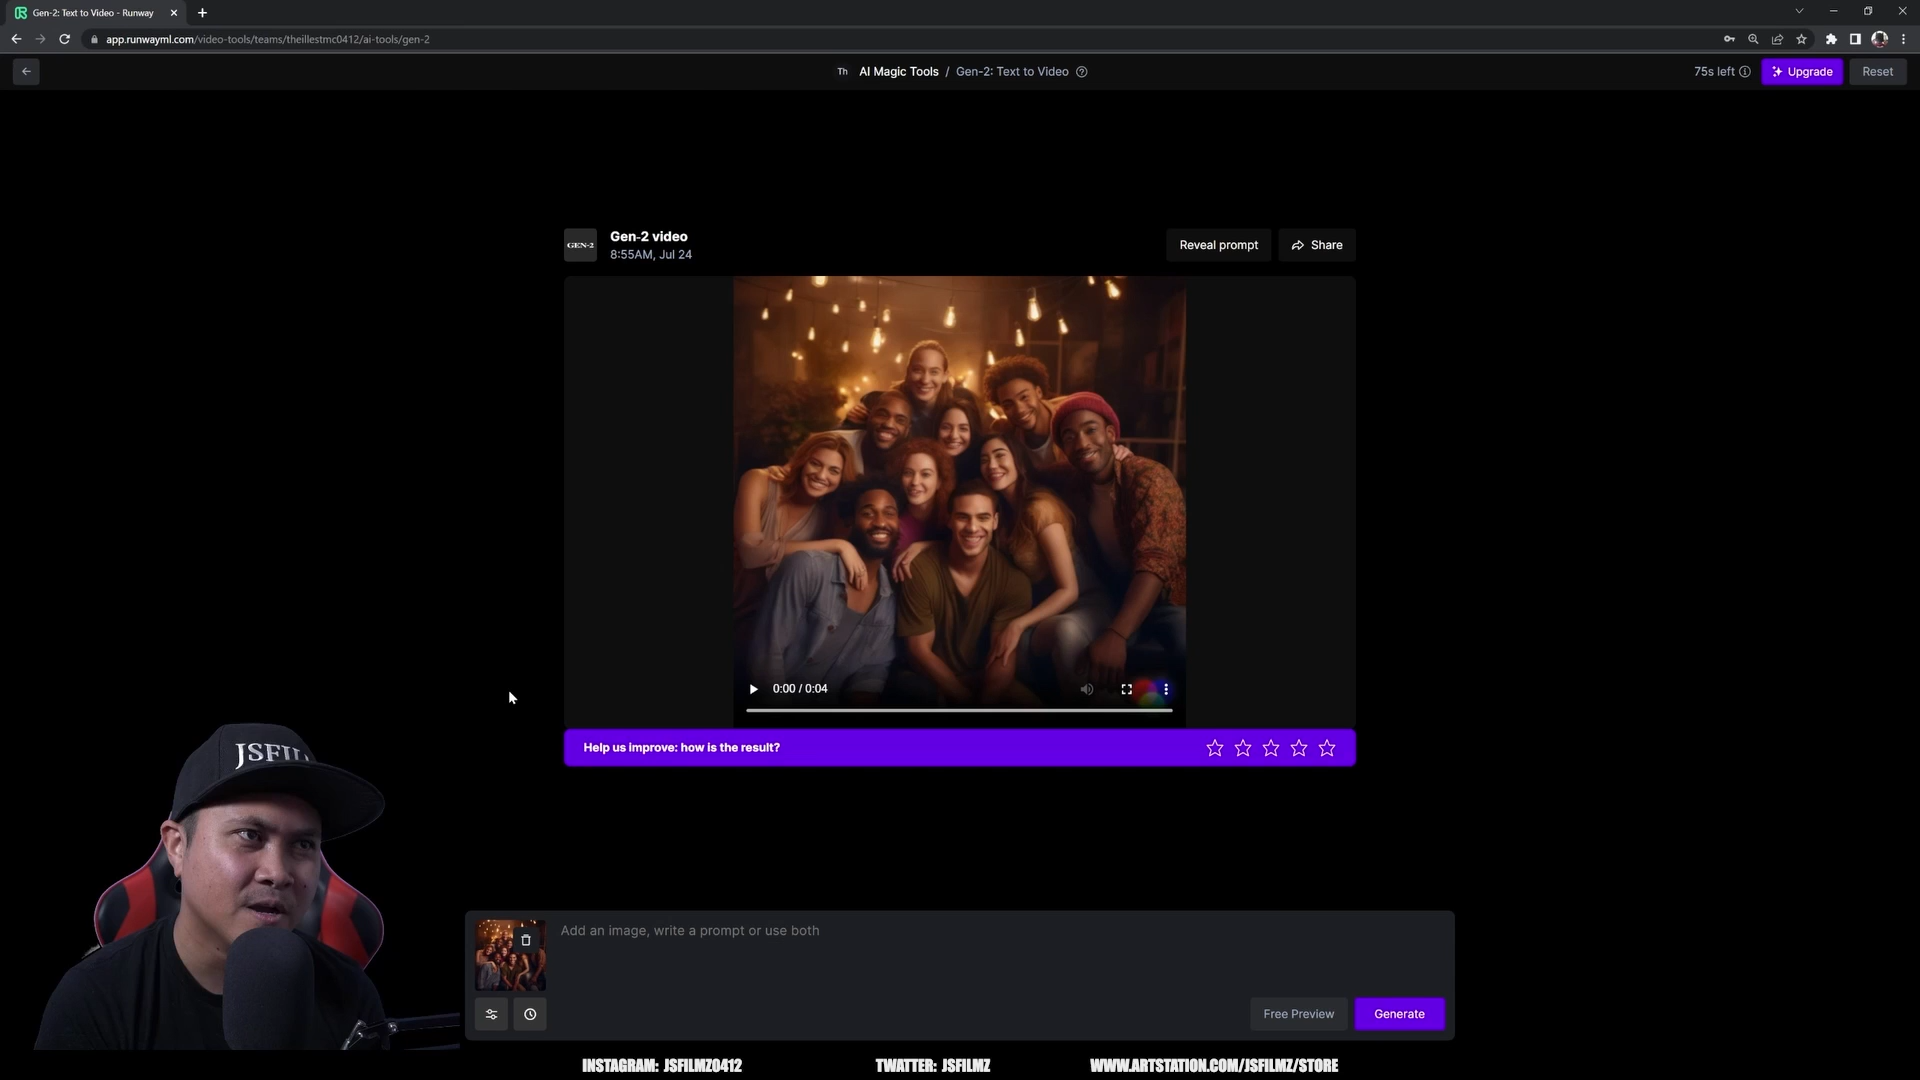 Gen-2: Text to Video - Runway
app.runwayml.com/video-tools/teams/theillestmc0412/ai-tools/gen-2
Th AI Magic Tools / Gen-2: Text to Video
75s left
Upgrade
Reset
GEN-2
Gen-2 video
8:55AM, Jul 24
Reveal prompt
Share
0:00 / 0:04
Help us improve: how is the result?
JSFIL
Add an image, write a prompt or use both
Free Preview
Generate
INSTAGRAM: JSFILMZ0412
TWATTER: JSFILMZ
WWW.ARTSTATION.COM/JSFILMZ/STORE